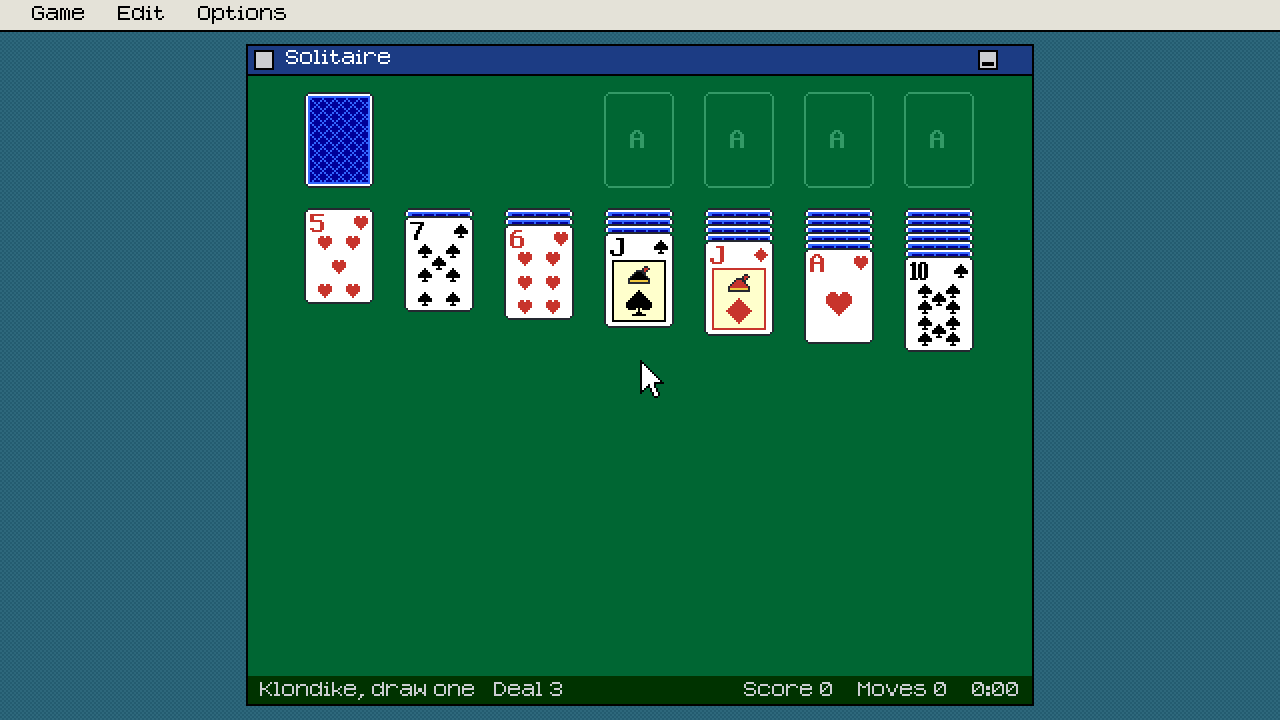 Game Edit Options
Solitaire
A A A A
5 7 6 J J A 10
Klondike, draw one Deal 3 Score 0 Moves 0 0:00